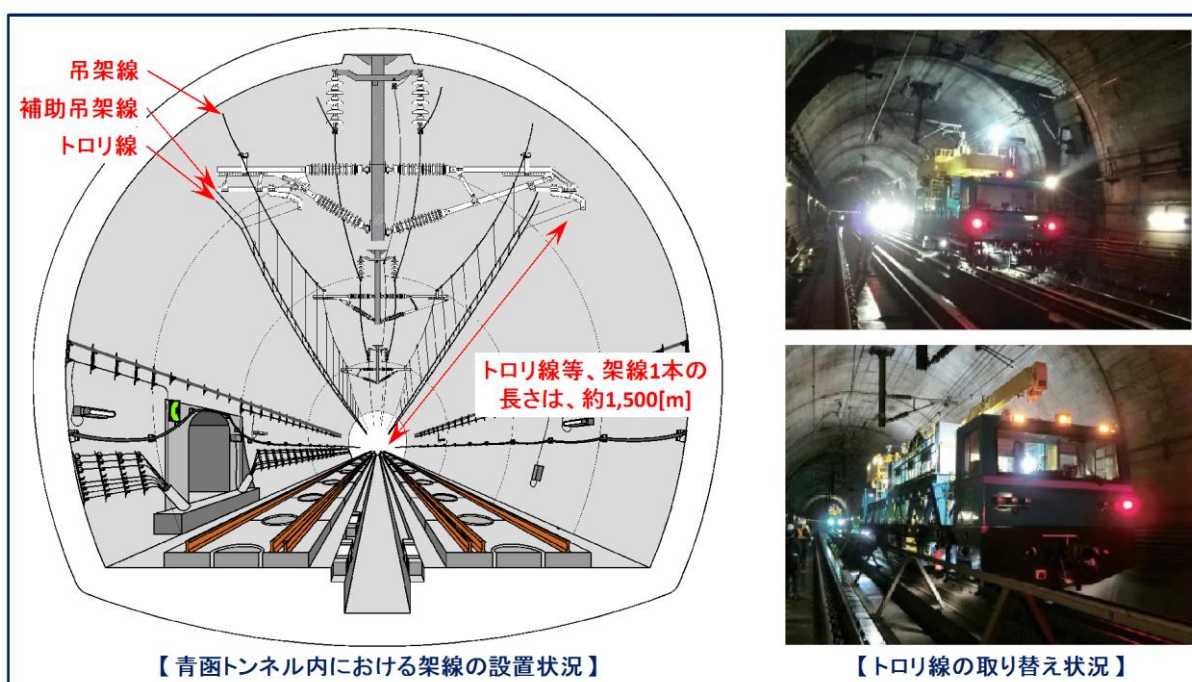 吊架線
補助吊架線
トロリ線
トロリ線等、架線1本の
長さは、約1,500[m]
【 青函トンネル内における架線の設置状況 】
【 トロリ線の取り替え状況 】